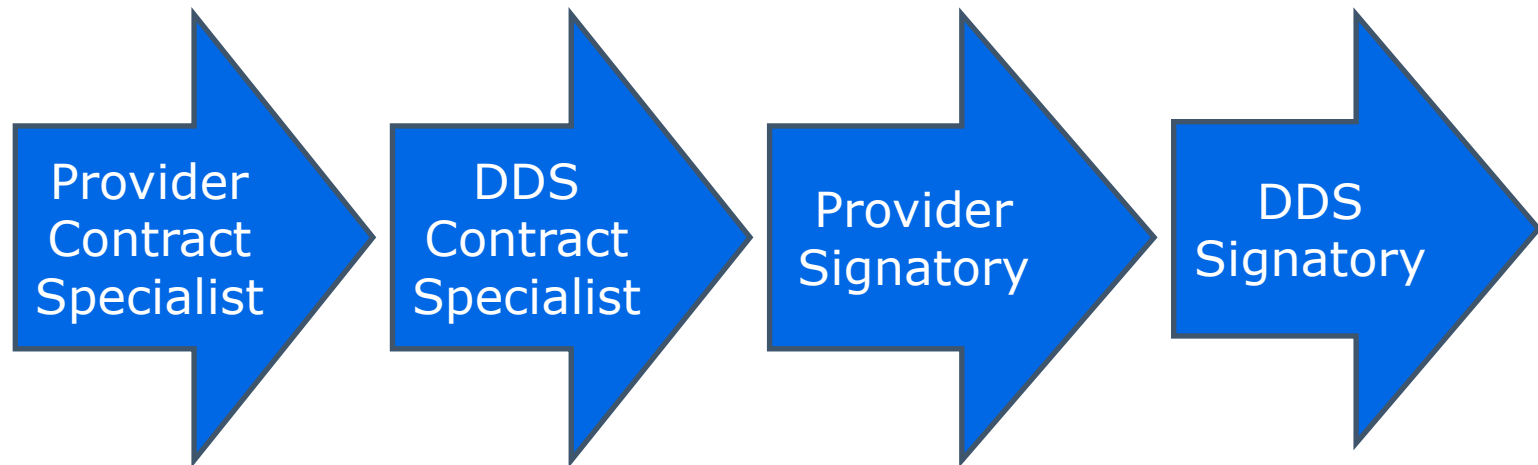 Provider
Contract
Specialist
DDS
Contract
Specialist
Provider
Signatory
DDS
Signatory